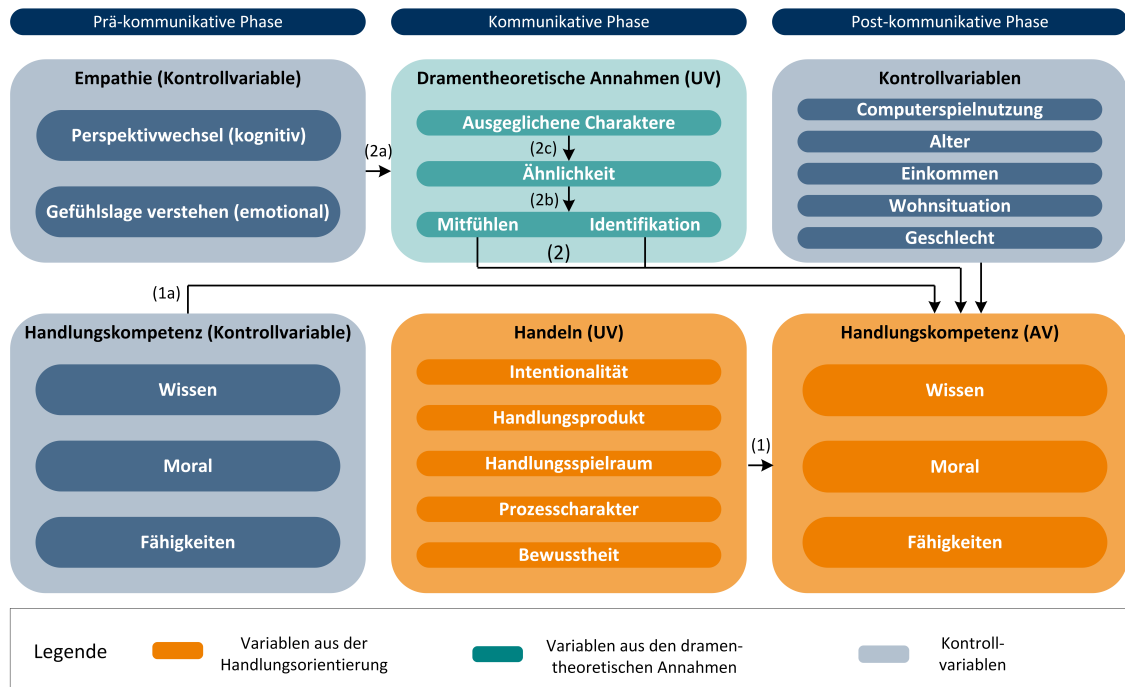 Prä-kommunikative Phase
Kommunikative Phase
Post-kommunikative Phase
Empathie (Kontrollvariable)
Perspektivwechsel (kognitiv)
Gefühlslage verstehen (emotional)
(2a)
Dramentheoretische Annahmen (UV)
Ausgeglichene Charaktere
(2c)
Ähnlichkeit
(2b)
Mitfühlen Identifikation
(2)
Kontrollvariablen
Computerspielnutzung
Alter
Einkommen
Wohnsituation
Geschlecht
(1a)
Handlungskompetenz (Kontrollvariable)
Wissen
Moral
Fähigkeiten
Handeln (UV)
Intentionalität
Handlungsprodukt
Handlungsspielraum
Prozesscharakter
Bewusstheit
(1)
Handlungskompetenz (AV)
Wissen
Moral
Fähigkeiten
Legende
Variablen aus der
Handlungsorientierung
Variablen aus den dramen-
theoretischen Annahmen
Kontroll-
variablen